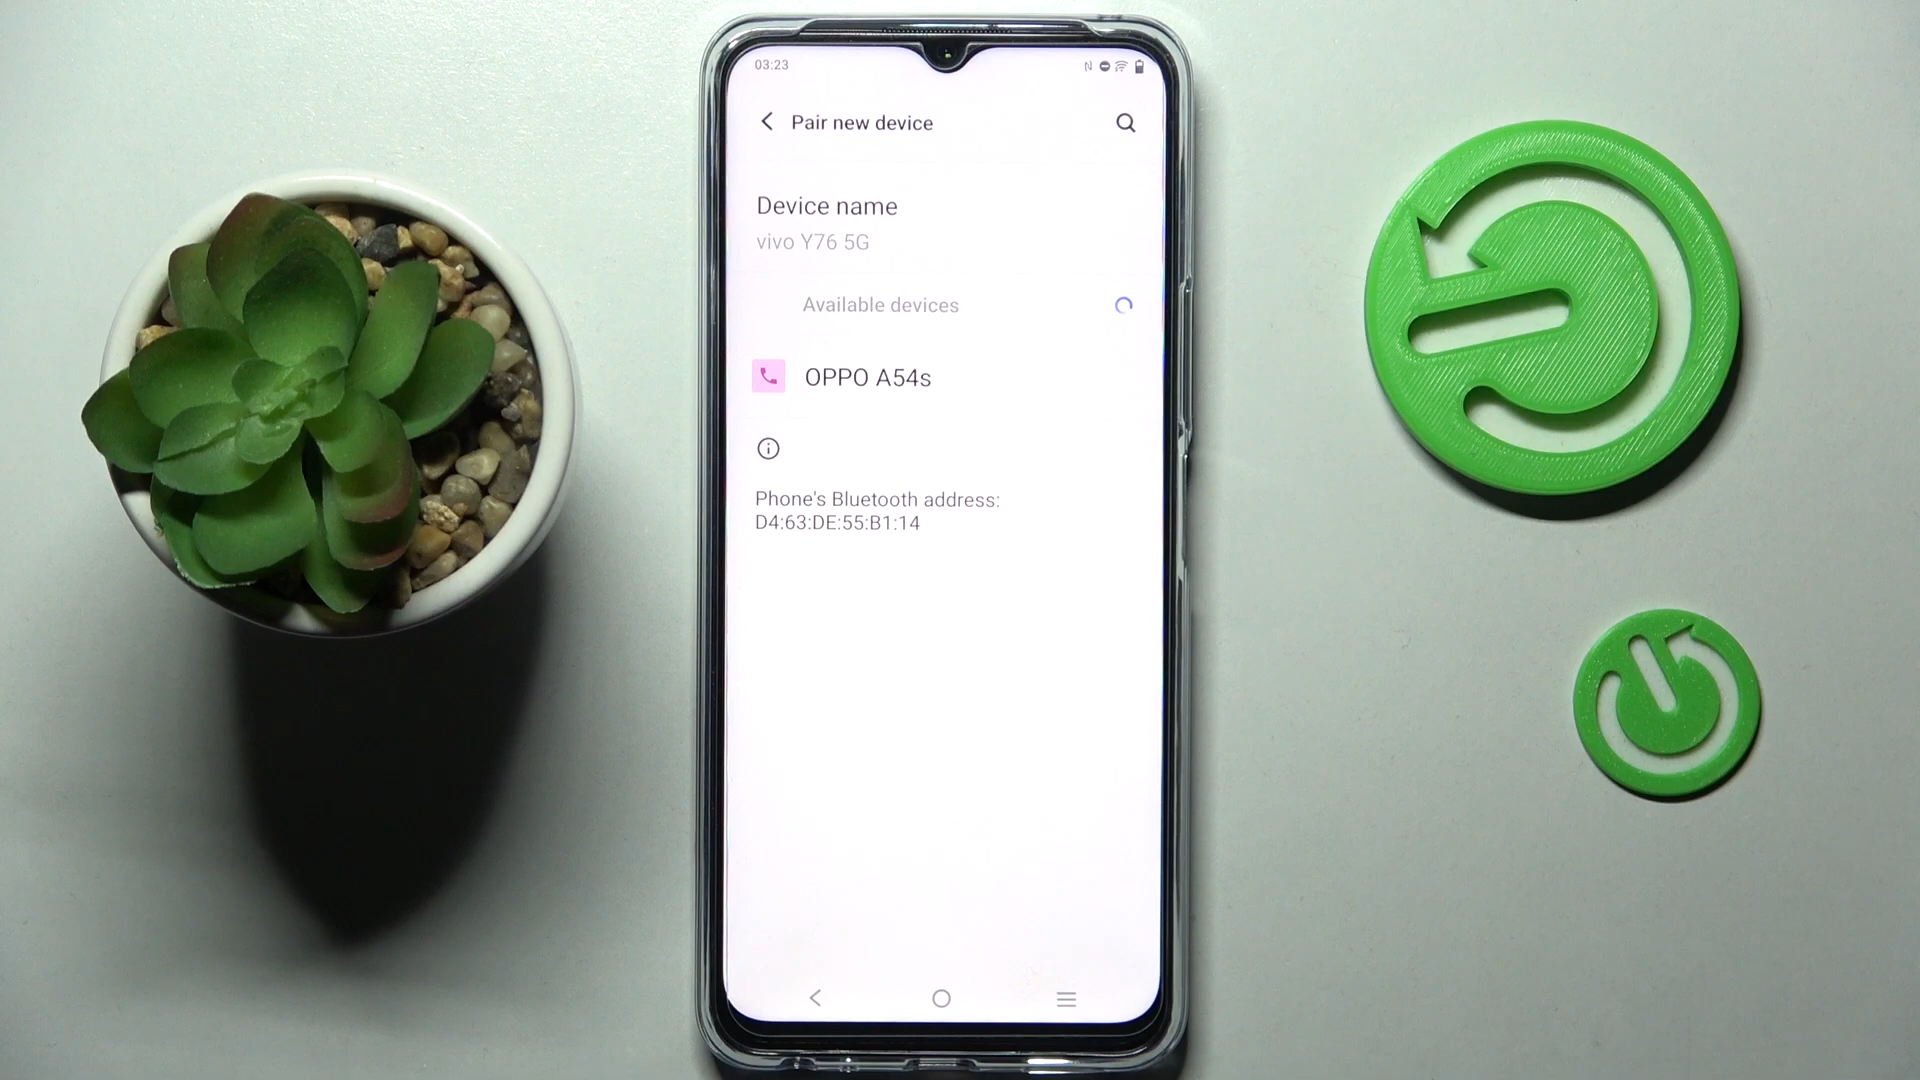 03:23
Pair new device
Device name
vivo Y76 5G
Available devices
OPPO A54s
Phone's Bluetooth address:
D4:63:DE:55:B1:14